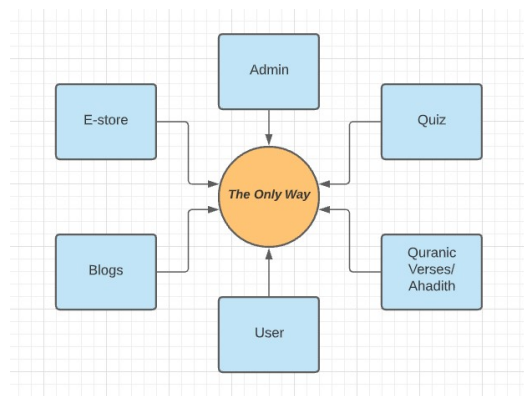 Admin
E-store
Quiz
The Only Way
Blogs
Quranic
Verses/
Ahadith
User